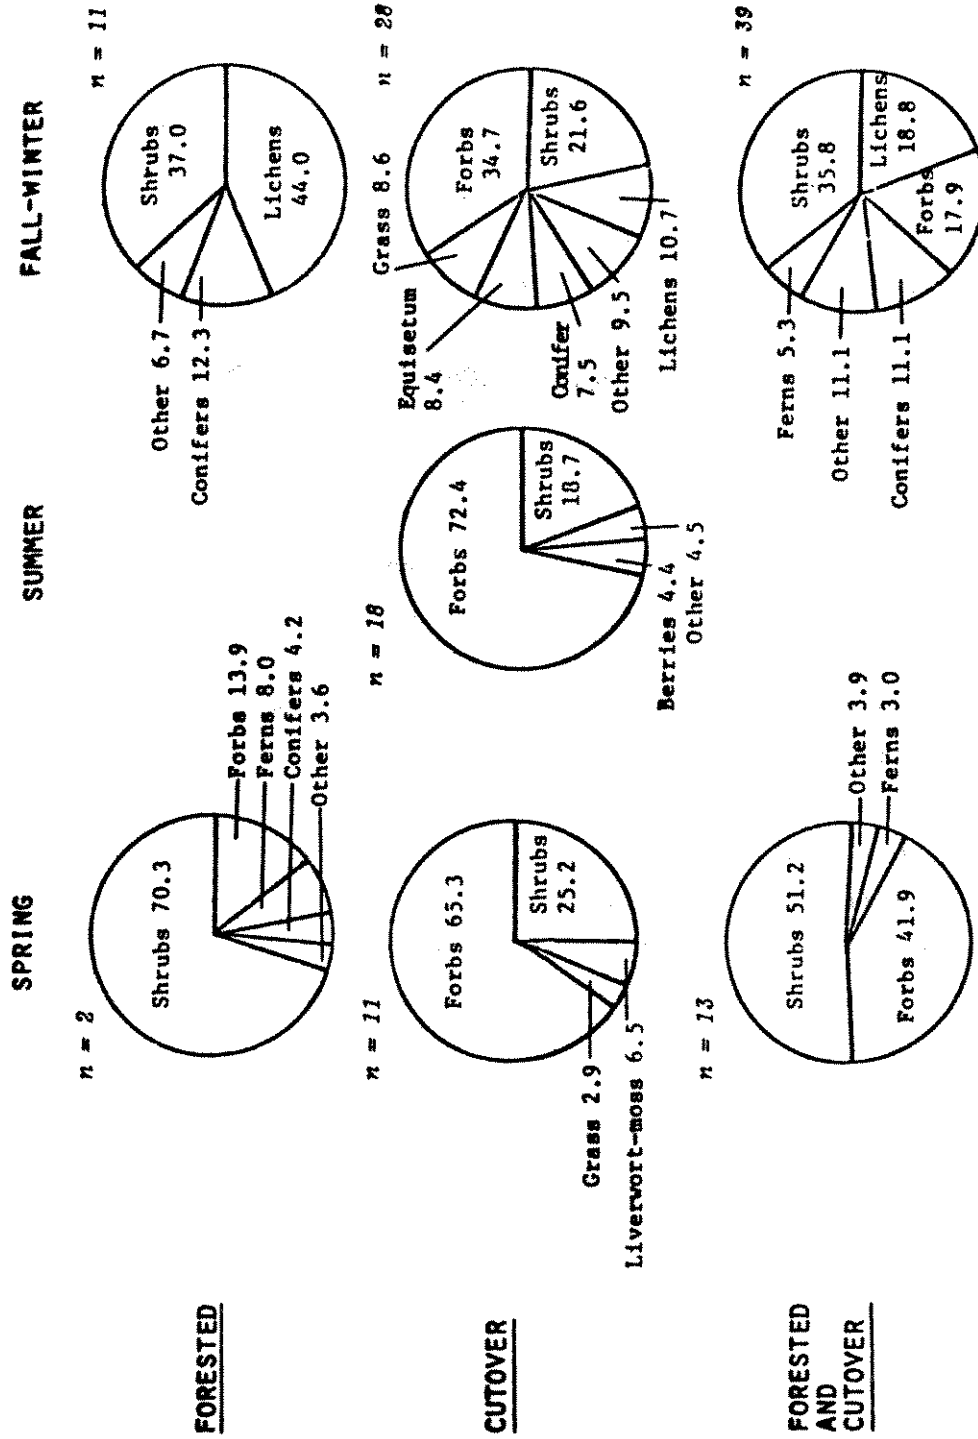 SPRING
SUMMER
FALL-WINTER
FORESTED
n = 2
Shrubs 70.3
Forbs 13.9
Ferns 8.0
Conifers 4.2
Other 3.6
n = 11
Shrubs
37.0
Other 6.7
Conifers 12.3
Lichens
44.0
CUTOVER
n = 11
Forbs 65.3
Shrubs
25.2
Grass 2.9
Liverwort-moss 6.5
n = 18
Forbs 72.4
Shrubs
18.7
Berries 4.4
Other 4.5
n = 28
Grass 8.6
Forbs
34.7
Equisetum
8.4
Shrubs
21.6
Conifer
7.5
Other 9.5
Lichens 10.7
FORESTED
AND
CUTOVER
n = 13
Shrubs 51.2
Other 3.9
Ferns 3.0
Forbs 41.9
n = 39
Shrubs
35.8
Ferns 5.3
Lichens
18.8
Other 11.1
Forbs
17.9
Conifers 11.1